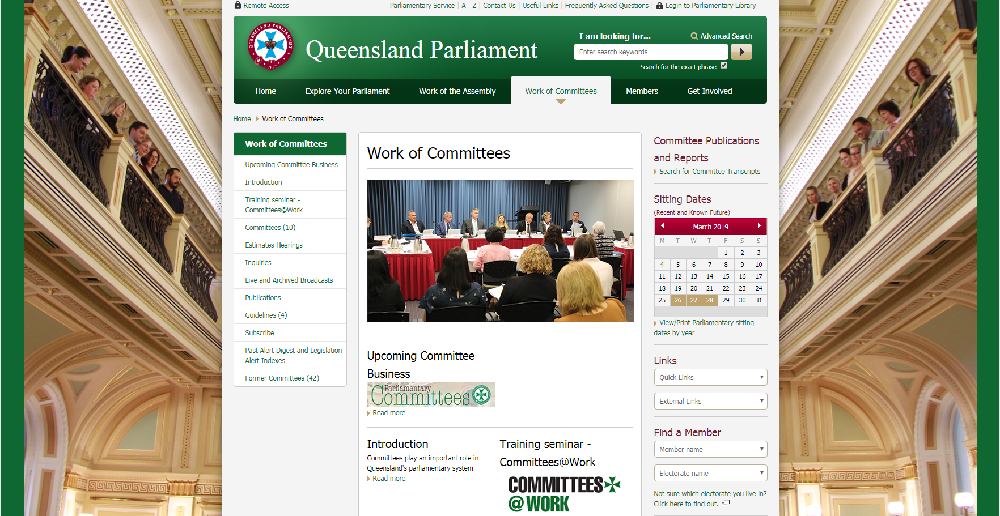 Remote Access
Parliamentary Service | A - Z | Contact Us | Useful Links | Frequently Asked Questions | Login to Parliamentary Library
QUEENSLAND PARLIAMENT
Queensland Parliament
I am looking for...
Advanced Search
Enter search keywords
Search for the exact phrase
Home
Explore Your Parliament
Work of the Assembly
Work of Committees
Members
Get Involved
Home Work of Committees
Work of Committees
Upcoming Committee Business
Introduction
Training seminar -
Committees@Work
Committees (10)
Estimates Hearings
Inquiries
Live and Archived Broadcasts
Publications
Guidelines (4)
Subscribe
Past Alert Digest and Legislation
Alert Indexes
Former Committees (42)
Work of Committees
Upcoming Committee
Business
Parliamentary
Committees
Read more
Introduction
Committees play an important role in
Queensland's parliamentary system
Read more
Training seminar -
Committees@Work
COMMITTEES
@ WORK
Committee Publications
and Reports
Search for Committee Transcripts
Sitting Dates
(Recent and Known Future)
March 2019
M T W T F S S
1 2 3
4 5 6 7 8 9 10
11 12 13 14 15 16 17
18 19 20 21 22 23 24
25 26 27 28 29 30 31
View/Print Parliamentary sitting
dates by year
Links
Quick Links
External Links
Find a Member
Member name
Electorate name
Not sure which electorate you live in?
Click here to find out.